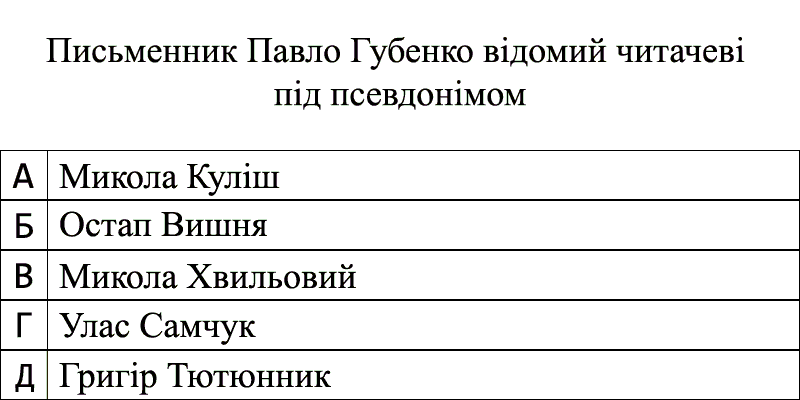 Письменник Павло Губенко відомий читачеві
під псевдонімом
А Микола Куліш
Б Остап Вишня
В Микола Хвильовий
Г Улас Самчук
Д Григір Тютюнник